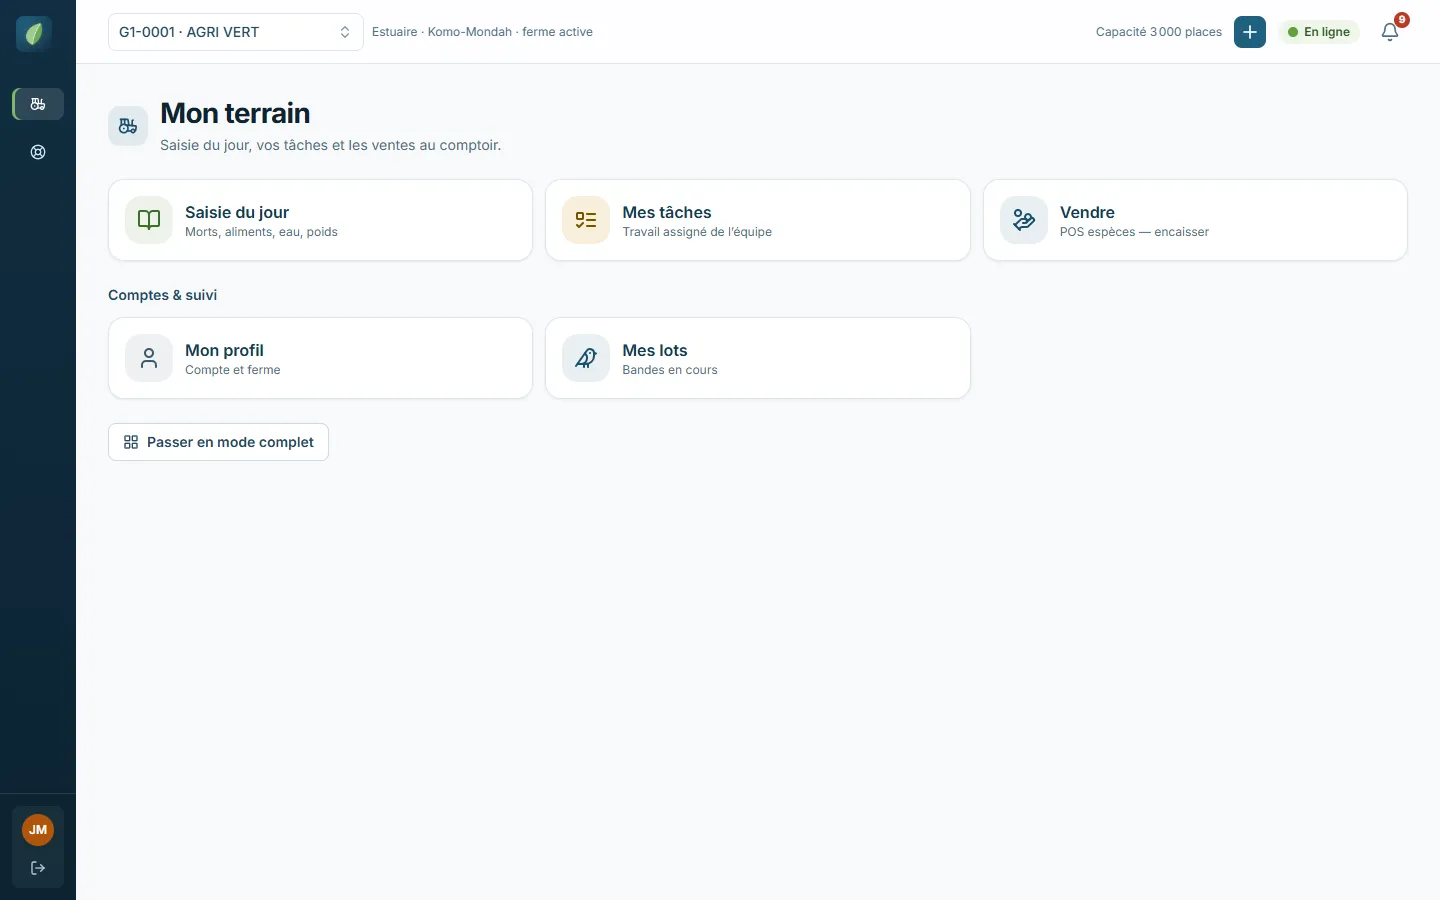 G1-0001 · AGRI VERT
Estuaire · Komo-Mondah · ferme active
Capacité 3 000 places
En ligne
9
Mon terrain
Saisie du jour, vos tâches et les ventes au comptoir.
Saisie du jour
Morts, aliments, eau, poids
Mes tâches
Travail assigné de l’équipe
Vendre
POS espèces — encaisser
Comptes & suivi
Mon profil
Compte et ferme
Mes lots
Bandes en cours
Passer en mode complet
JM